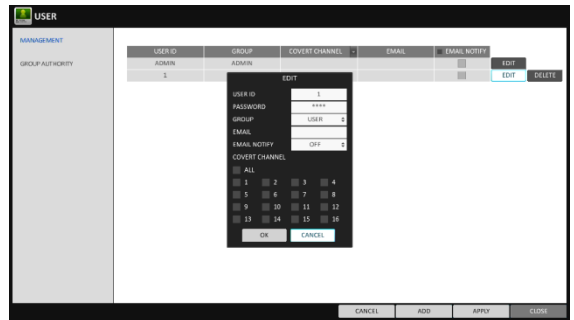 USER
MANAGEMENT
GROUP AUTHORITY
USER ID GROUP COVERT CHANNEL EMAIL EMAIL NOTIFY
ADMIN ADMIN EDIT
1 EDIT DELETE
EDIT
USER ID 1
PASSWORD ****
GROUP USER
EMAIL
EMAIL NOTIFY OFF
COVERT CHANNEL
ALL
1 2 3 4
5 6 7 8
9 10 11 12
13 14 15 16
OK CANCEL
CANCEL ADD APPLY CLOSE